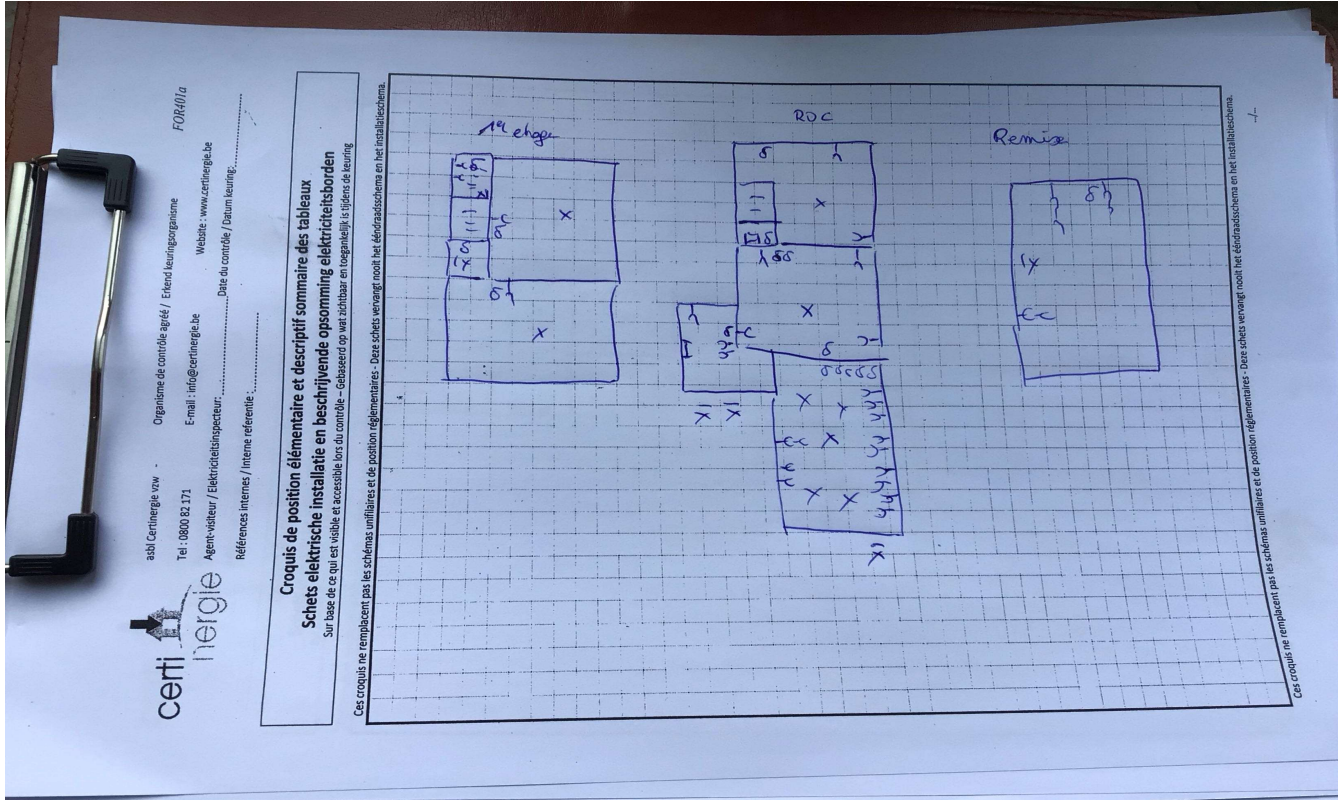 certinergie
asbl Certinergie vzw - Organisme de contrôle agréé / Erkend keuringsorganisme FOR401a
Tel : 0800 82 171 E-mail : info@certinergie.be Website : www.certinergie.be
Agent-visiteur / Elektriciteitsinspecteur: Date du contrôle / Datum keuring:
Références internes / Interne referentie :
Croquis de position élémentaire et descriptif sommaire des tableaux
Schets elektrische installatie en beschrijvende opsomming elektriciteitsborden
Sur base de ce qui est visible et accessible lors du contrôle – Gebaseerd op wat zichtbaar en toegankelijk is tijdens de keuring
Ces croquis ne remplacent pas les schémas unifilaires et de position réglementaires - Deze schets vervangt nooit het ééndraadsschema en het installatieschema.
1er etage
RDC
Remise
Ces croquis ne remplacent pas les schémas unifilaires et de position réglementaires - Deze schets vervangt nooit het ééndraadsschema en het installatieschema.